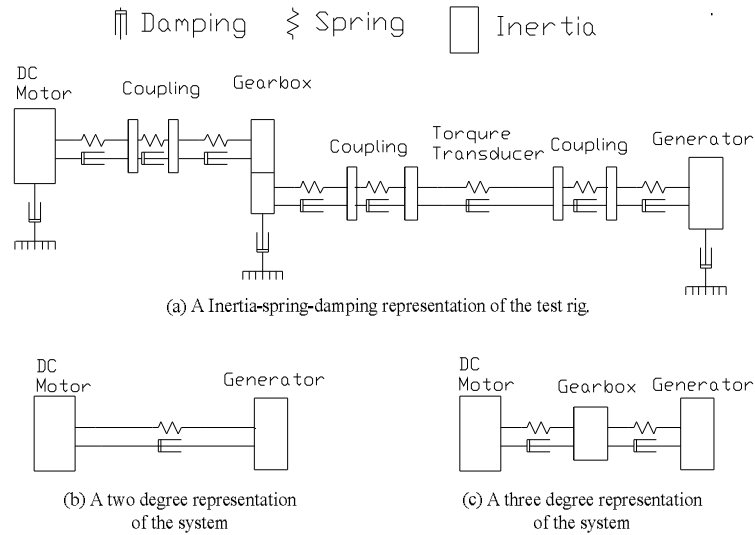 Damping Spring Inertia
DC
Motor
Coupling
Gearbox
Coupling
Torqure
Transducer
Coupling
Generator
(a) A Inertia-spring-damping representation of the test rig.
DC
Motor
Generator
(b) A two degree representation
of the system
DC
Motor
Gearbox
Generator
(c) A three degree representation
of the system